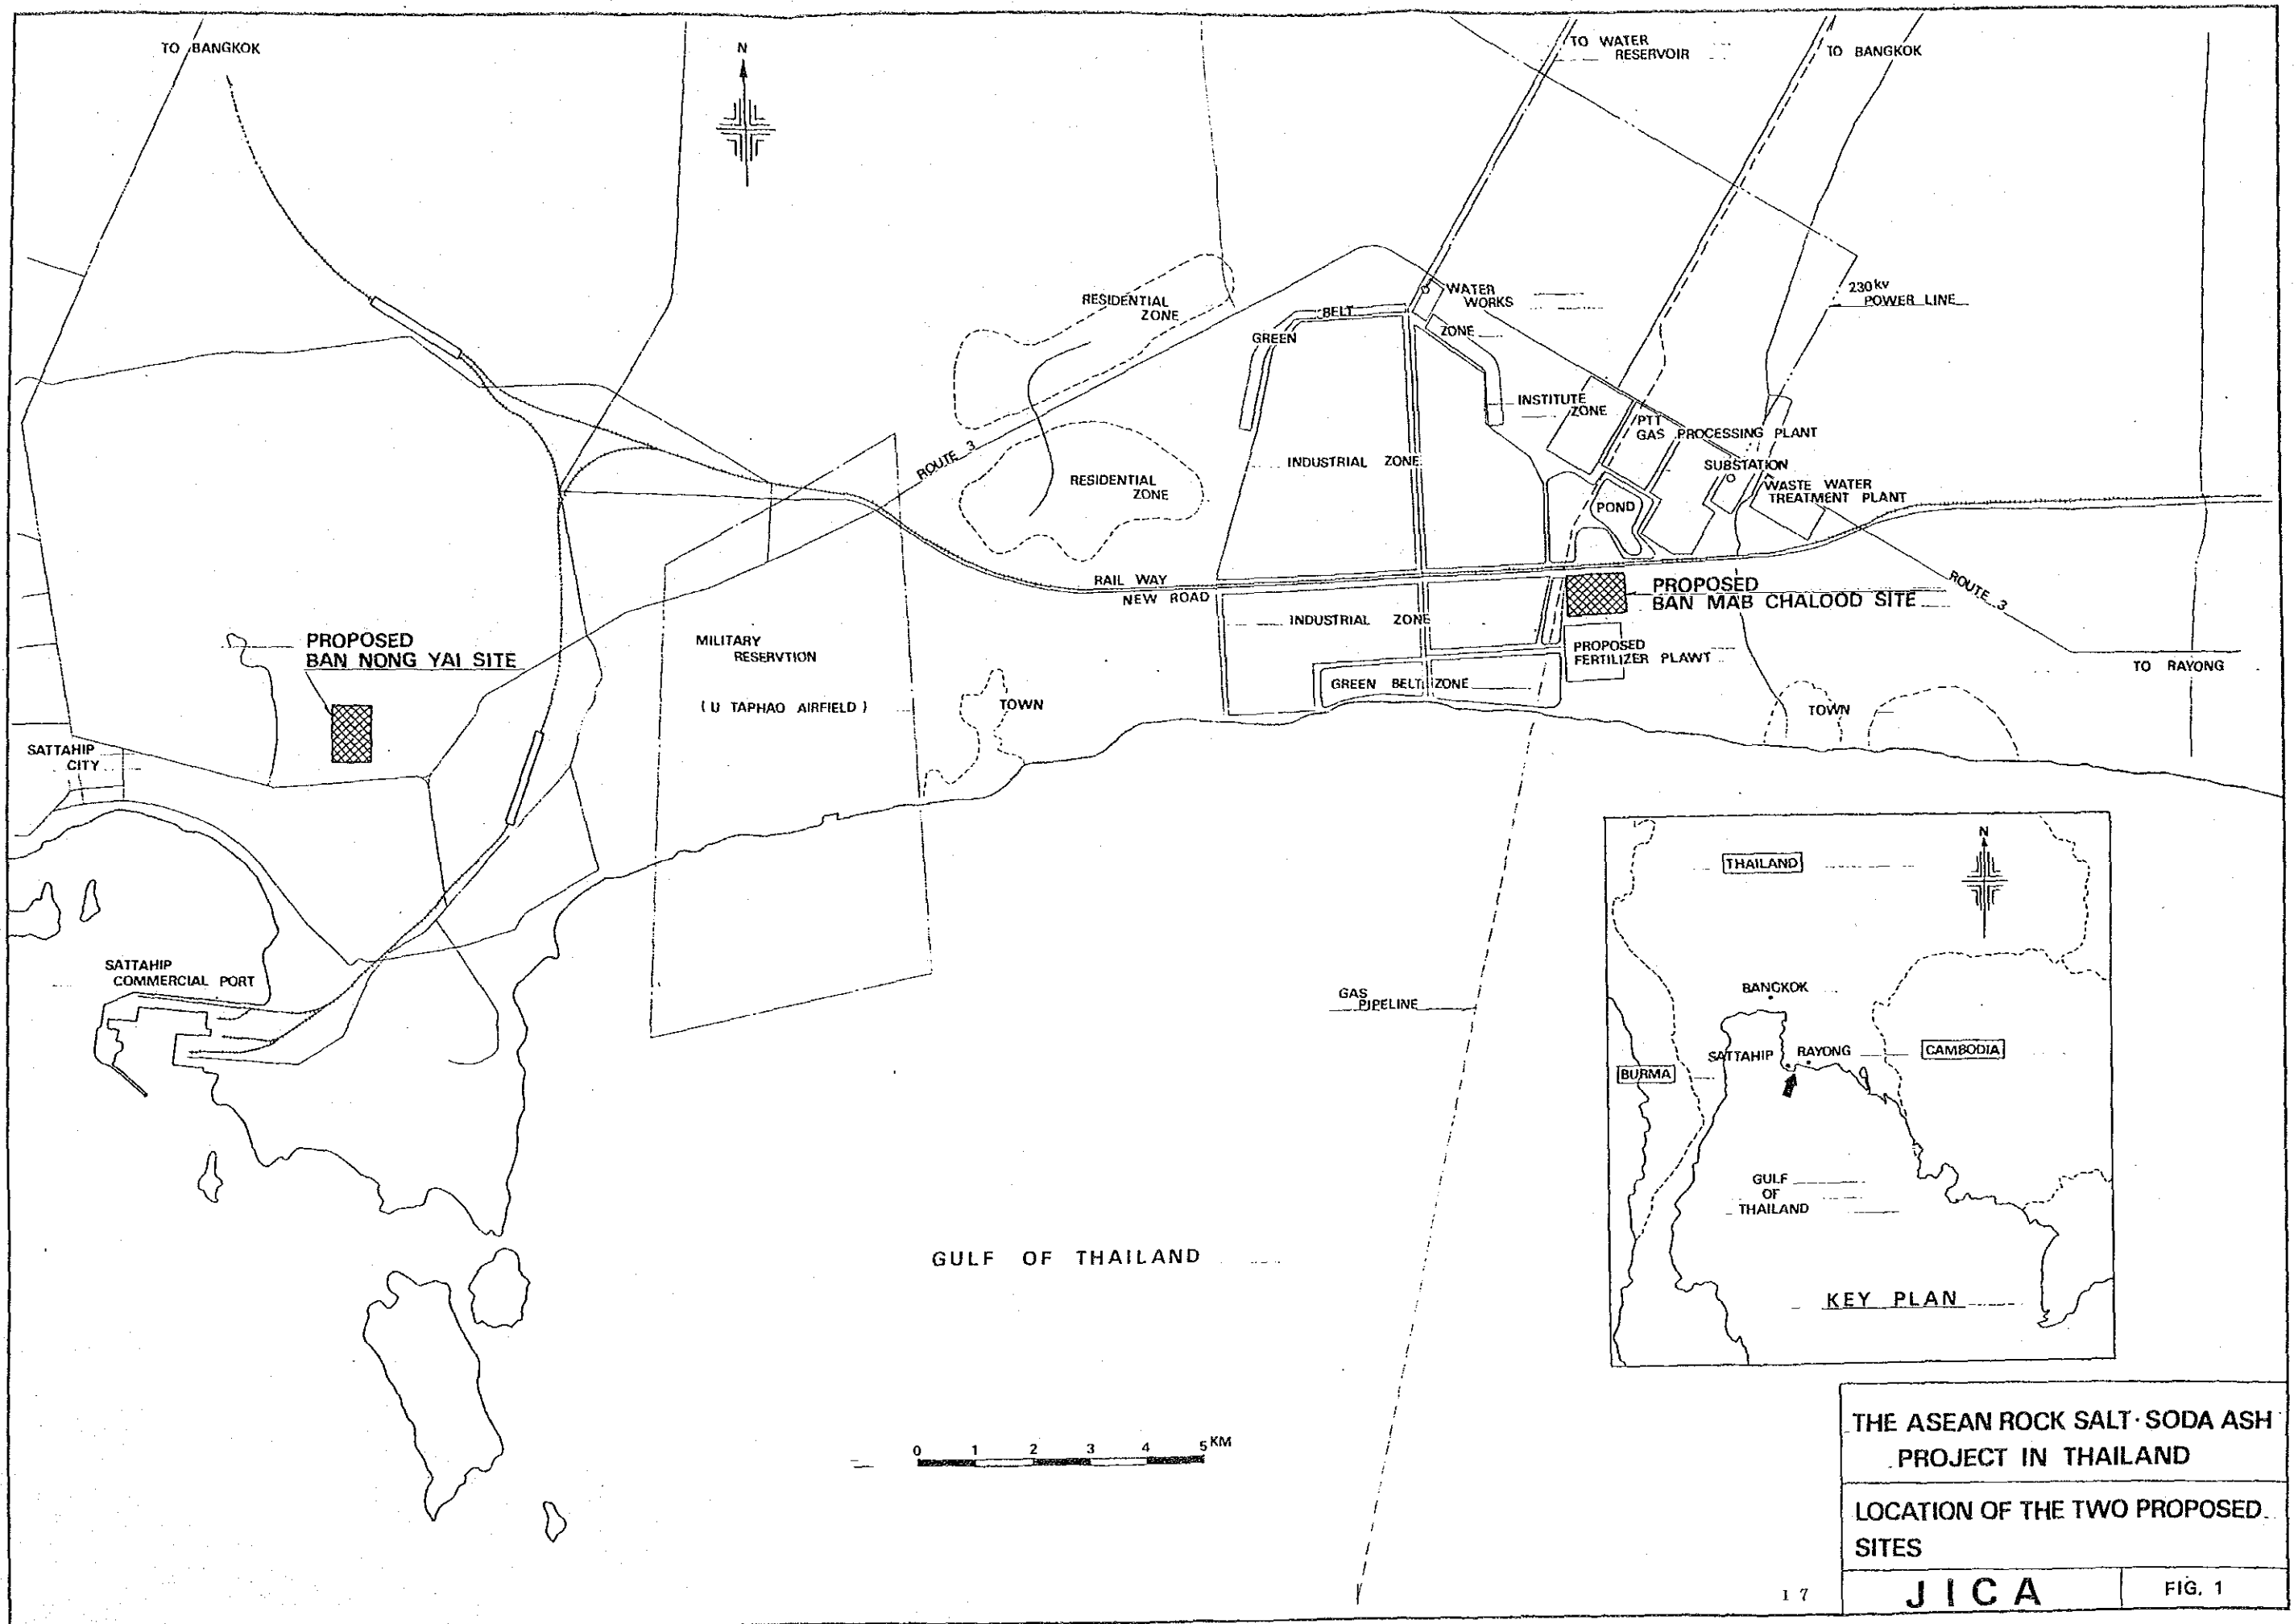 TO BANGKOK
N
TO WATER
RESERVOIR
TO BANGKOK
RESIDENTIAL
ZONE
GREEN
BELT
ZONE
WATER
WORKS
230kv
POWER LINE
INSTITUTE
ZONE
PTT
GAS PROCESSING PLANT
SUBSTATION
WASTE WATER
TREATMENT PLANT
ROUTE 3
RESIDENTIAL
ZONE
INDUSTRIAL ZONE
POND
RAIL WAY
NEW ROAD
PROPOSED
BAN MAB CHALOOD SITE
ROUTE 3
INDUSTRIAL ZONE
PROPOSED
FERTILIZER PLAWT
TO RAYONG
PROPOSED
BAN NONG YAI SITE
MILITARY
RESERVTION
(U TAPHAO AIRFIELD)
TOWN
GREEN BELT ZONE
TOWN
SATTAHIP
CITY
SATTAHIP
COMMERCIAL PORT
GAS
PIPELINE
GULF OF THAILAND
0 1 2 3 4 5 KM
THAILAND
N
BANGKOK
SATTAHIP
RAYONG
CAMBODIA
BURMA
GULF
OF
THAILAND
KEY PLAN
THE ASEAN ROCK SALT·SODA ASH
PROJECT IN THAILAND
LOCATION OF THE TWO PROPOSED
SITES
JICA
FIG. 1
17